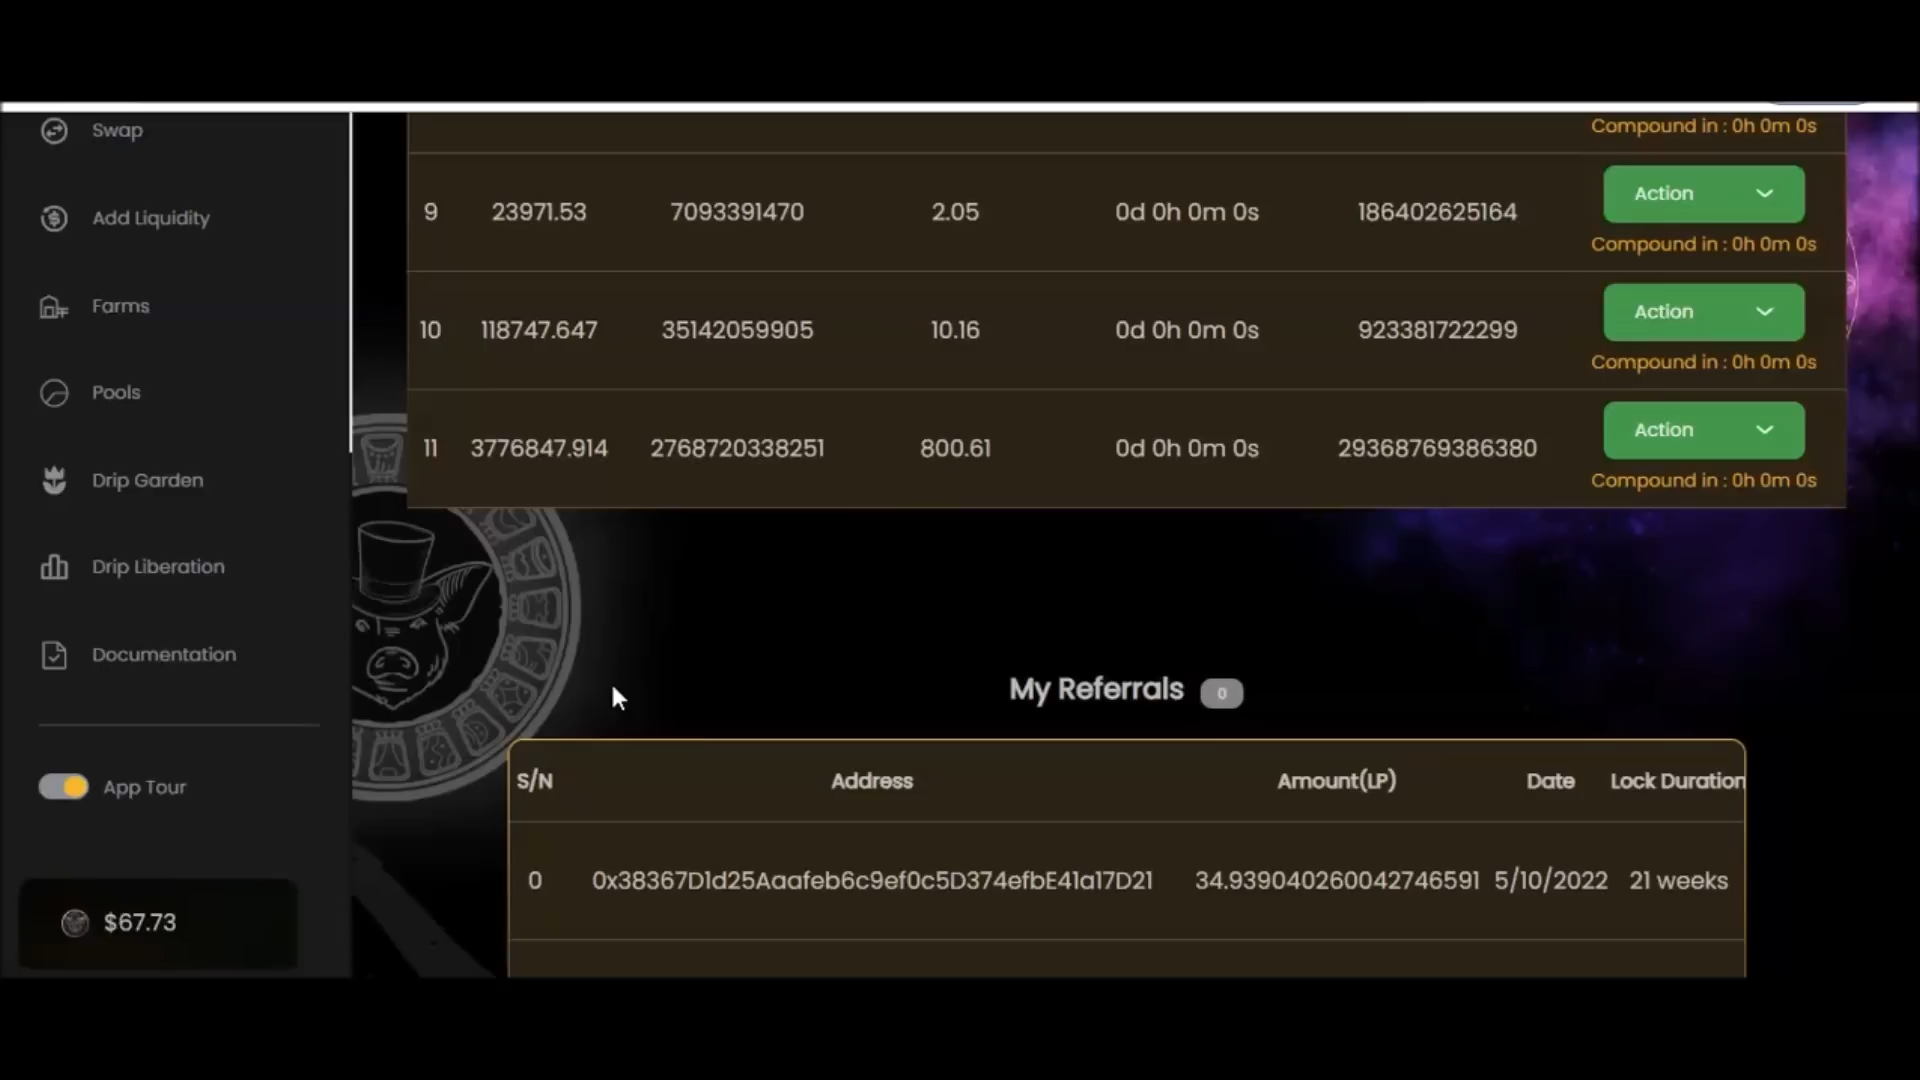 Swap
Add Liquidity
Farms
Pools
Drip Garden
Drip Liberation
Documentation
App Tour
$67.73
Compound in : 0h 0m 0s
9 23971.53 7093391470 2.05 0d 0h 0m 0s 186402625164 Action
Compound in : 0h 0m 0s
10 118747.647 35142059905 10.16 0d 0h 0m 0s 923381722299 Action
Compound in : 0h 0m 0s
11 3776847.914 2768720338251 800.61 0d 0h 0m 0s 29368769386380 Action
Compound in : 0h 0m 0s
My Referrals 0
S/N Address Amount(LP) Date Lock Duration
0 0x38367D1d25Aaafeb6c9ef0c5D374efbE41a17D21 34.939040260042746591 5/10/2022 21 weeks